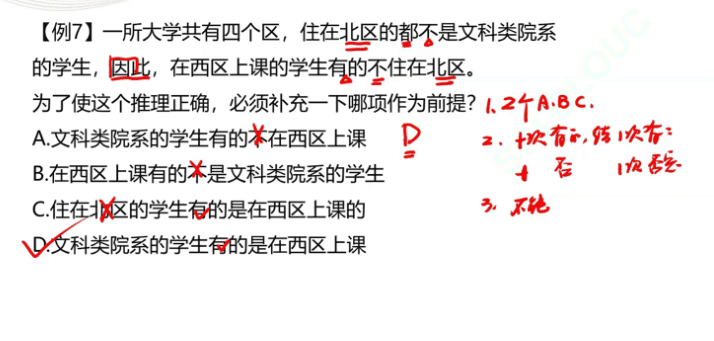 【例7】一所大学共有四个区，住在北区的都不是文科类院系
的学生，因此，在西区上课的学生有的不住在北区。
为了使这个推理正确，必须补充一下哪项作为前提？ 1. 2个A.B C.
A.文科类院系的学生有的不在西区上课 D 2. 十次有的，结1次有：
B.在西区上课有的不是文科类院系的学生 十 否 1次否定
C.住在北区的学生有的是在西区上课的 3.
D.文科类院系的学生有的是在西区上课